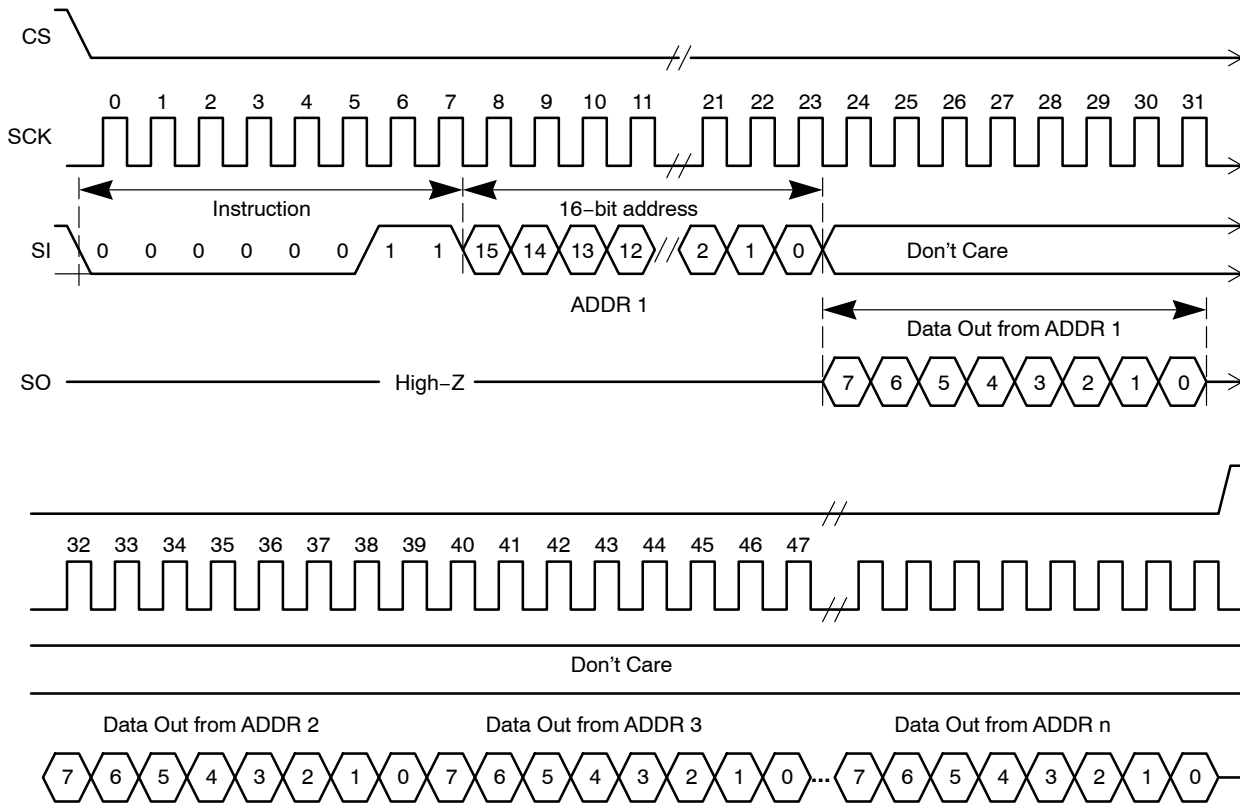 CS
0 1 2 3 4 5 6 7 8 9 10 11 21 22 23 24 25 26 27 28 29 30 31
SCK
Instruction 16−bit address
SI 0 0 0 0 0 0 1 1 15 14 13 12 2 1 0 Don't Care
ADDR 1
Data Out from ADDR 1
SO High−Z 7 6 5 4 3 2 1 0
32 33 34 35 36 37 38 39 40 41 42 43 44 45 46 47
Don't Care
Data Out from ADDR 2 Data Out from ADDR 3 Data Out from ADDR n
7 6 5 4 3 2 1 0 7 6 5 4 3 2 1 0 ... 7 6 5 4 3 2 1 0